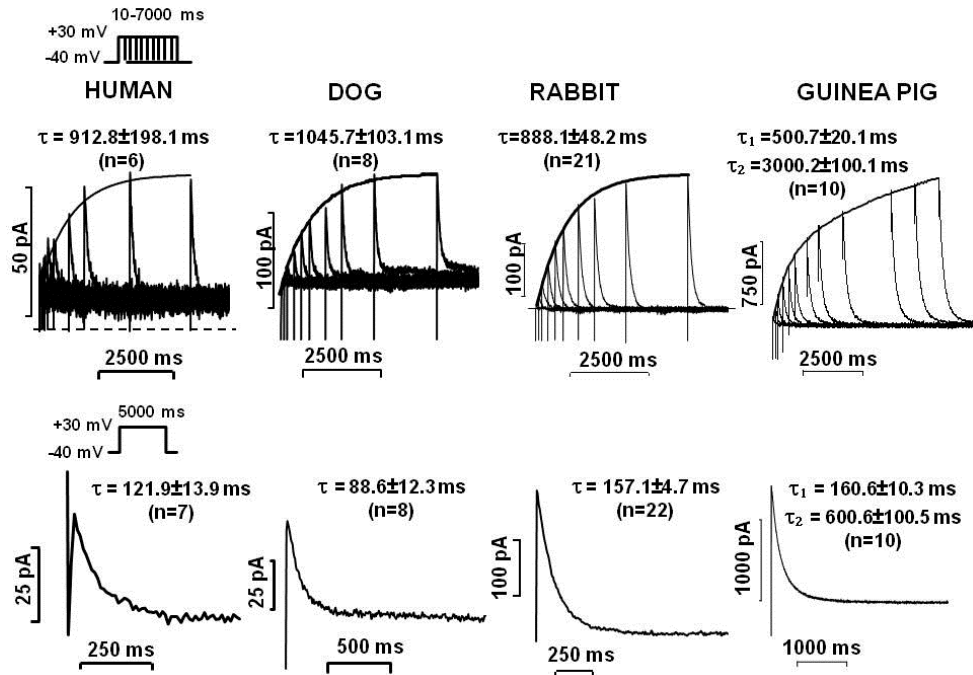 10-7000 ms
+30 mV
-40 mV
HUMAN
DOG
RABBIT
GUINEA PIG
τ = 912.8±198.1 ms
(n=6)
τ =1045.7±103.1 ms
(n=8)
τ=888.1±48.2 ms
(n=21)
τ1 =500.7±20.1 ms
τ2 =3000.2±100.1 ms
(n=10)
50 pA
100 pA
100 pA
750 pA
2500 ms
2500 ms
2500 ms
2500 ms
5000 ms
+30 mV
-40 mV
τ = 121.9±13.9 ms
(n=7)
τ = 88.6±12.3 ms
(n=8)
τ = 157.1±4.7 ms
(n=22)
τ1 = 160.6±10.3 ms
τ2 = 600.6±100.5 ms
(n=10)
25 pA
25 pA
100 pA
1000 pA
250 ms
500 ms
250 ms
1000 ms